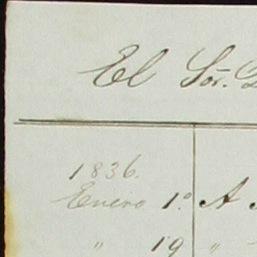 El Sor.
1836.
Enero 1º A
" 19 "